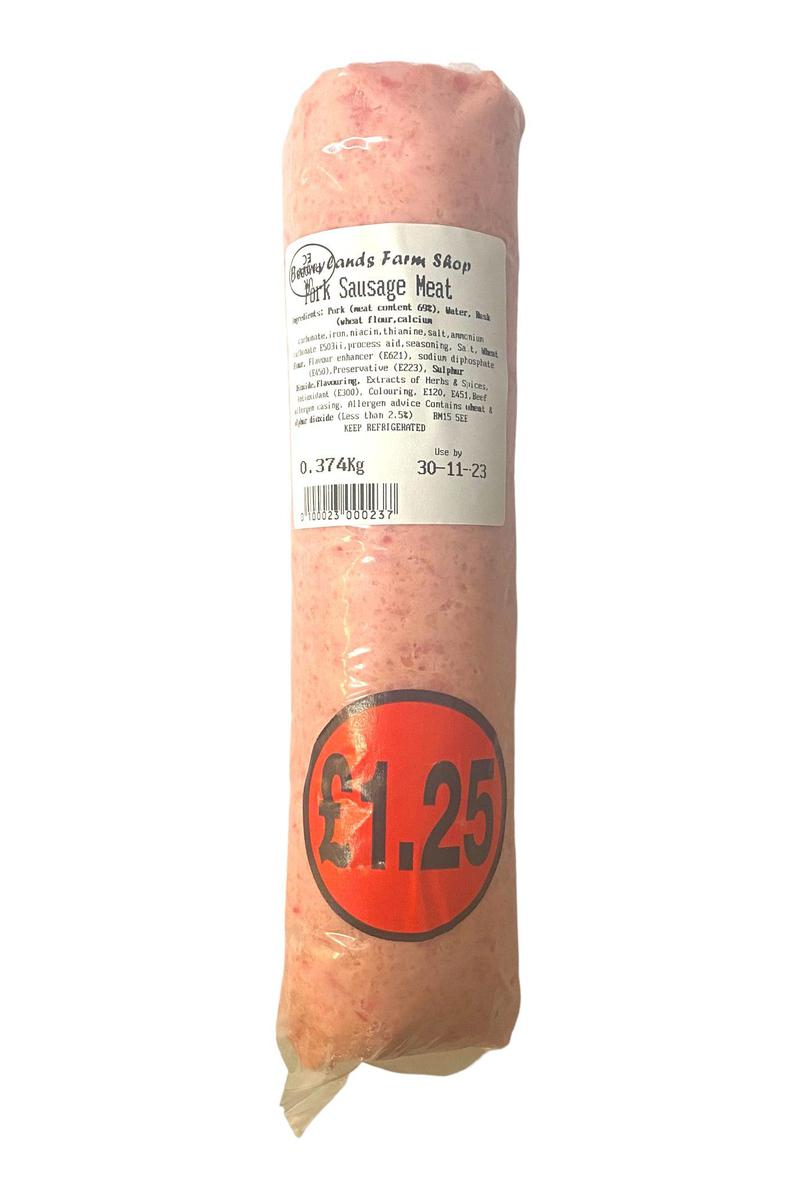 lands Farm Shop
Pork Sausage Meat
Ingredients: Pork (meat content 69%), Water, Rusk
(wheat flour,calcium
carbonate,iron,niacin,thiamine,salt,ammonium
carbonate E503ii,process aid,seasoning, Salt, Wheat
flour, Flavour enhancer (E621), sodium diphosphate
(E450),Preservative (E223), Sulphur
Dioxide,Flavouring, Extracts of Herbs & Spices,
Antioxidant (E300), Colouring, E120, E451,Beef
allergen casing. Allergen advice Contains wheat &
sulphur dioxide (Less than 2.5%) RM15 5EE
KEEP REFRIGERATED
Use by
0.374Kg 30-11-23
0 100023 000237
£1.25